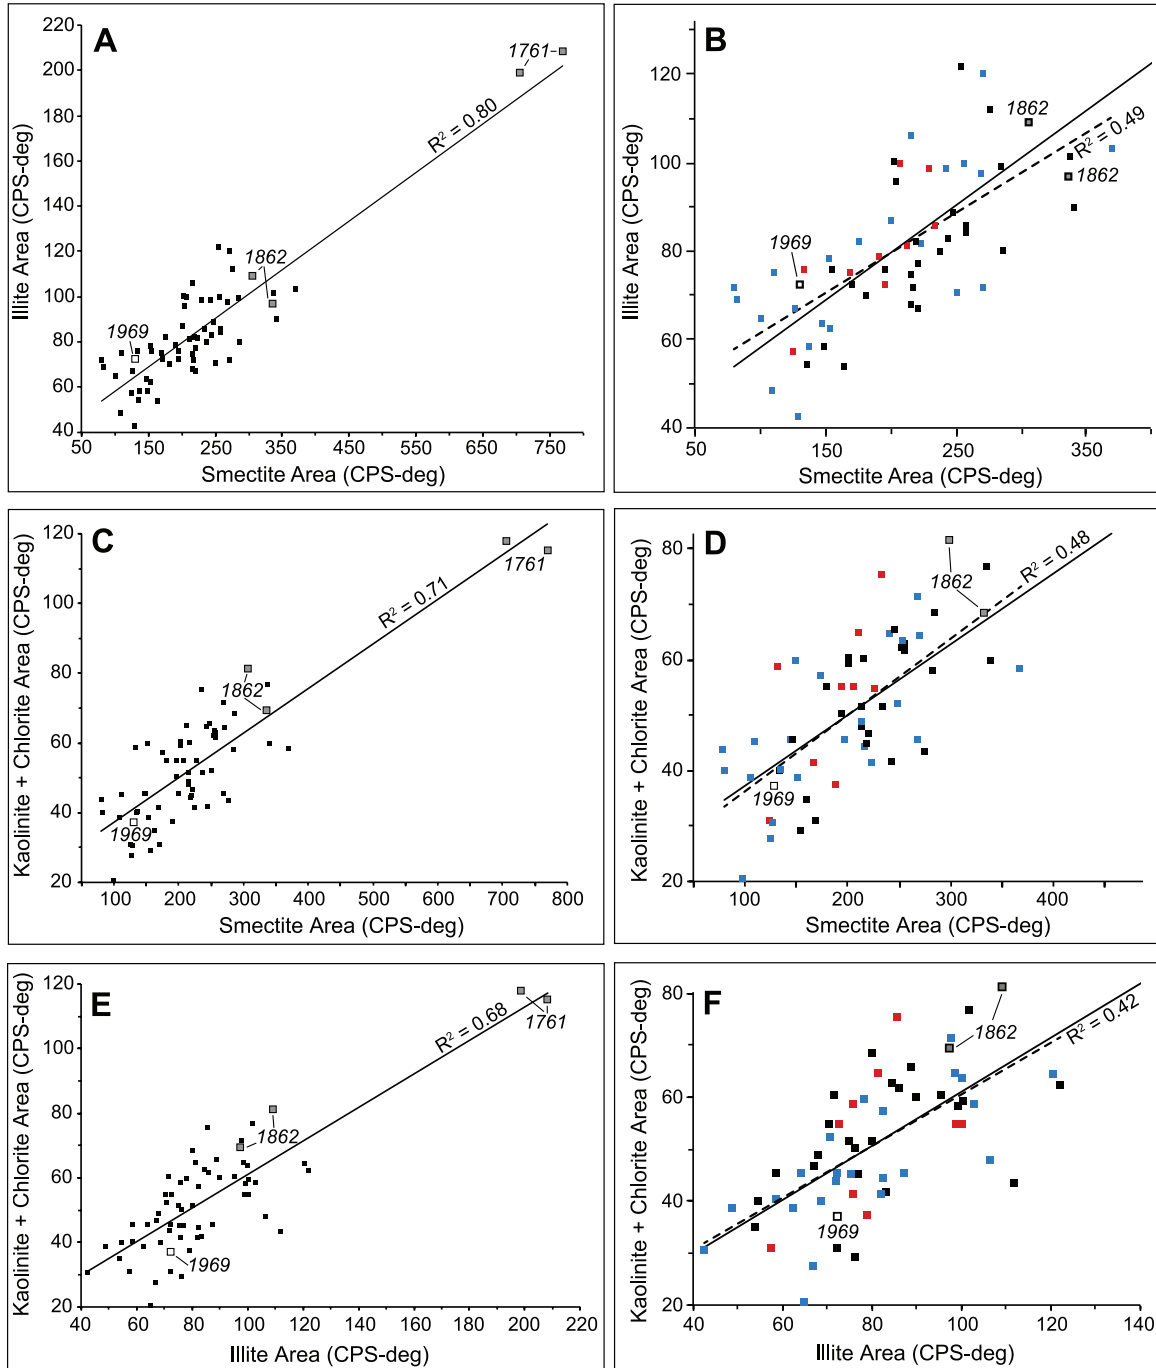 A
Illite Area (CPS-deg)
220
200
180
160
140
120
100
80
60
40
1761
R² = 0.80
1862
1969
50 150 250 350 450 550 650 750
Smectite Area (CPS-deg)
B
Illite Area (CPS-deg)
120
100
80
60
40
1862
R² = 0.49
1862
1969
150 250 350
Smectite Area (CPS-deg)
C
Kaolinite + Chlorite Area (CPS-deg)
120
100
80
60
40
20
1761
R² = 0.71
1862
1969
100 200 300 400 500 600 700 800
Smectite Area (CPS-deg)
D
Kaolinite + Chlorite Area (CPS-deg)
80
60
40
20
1862
R² = 0.48
1969
100 200 300 400
Smectite Area (CPS-deg)
E
Kaolinite + Chlorite Area (CPS-deg)
120
100
80
60
40
20
1761
R² = 0.68
1862
1969
40 60 80 100 120 140 160 180 200 220
Illite Area (CPS-deg)
F
Kaolinite + Chlorite Area (CPS-deg)
80
60
40
20
1862
R² = 0.42
1969
40 60 80 100 120 140
Illite Area (CPS-deg)